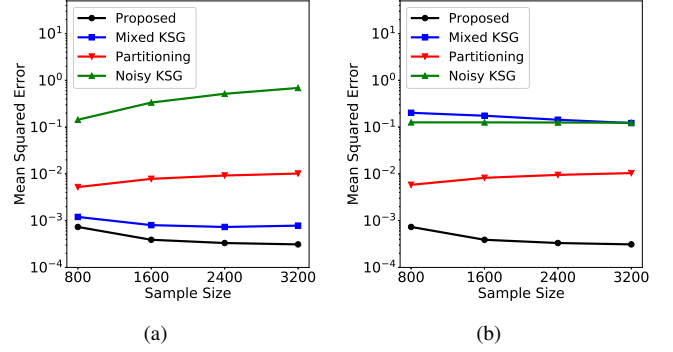 Mean Squared Error
10^1
10^0
10^-1
10^-2
10^-3
10^-4
Proposed
Mixed KSG
Partitioning
Noisy KSG
800 1600 2400 3200
Sample Size
(a)
Mean Squared Error
10^1
10^0
10^-1
10^-2
10^-3
10^-4
Proposed
Mixed KSG
Partitioning
Noisy KSG
800 1600 2400 3200
Sample Size
(b)